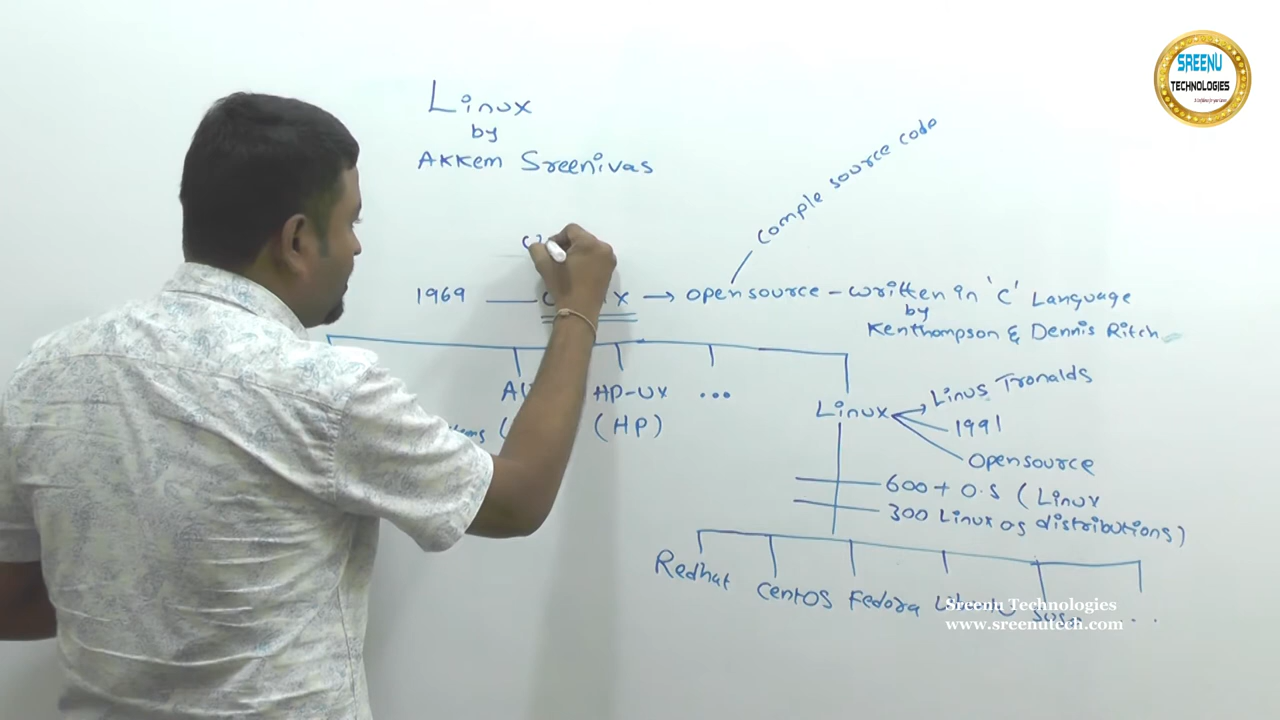 SREENU
TECHNOLOGIES
Linux
by
AKKem Sreenivas
comple source code
1969 → opensource - written in 'c' Language
by
Kenthompson & Dennis Ritch
HP-UX ...
(HP)
Linux
Linus Tronalds
1991
opensource
600+ O.S (Linux
300 Linux os distributions)
Redhat CentOS Fedora ...
Sreenu Technologies
www.sreenutech.com